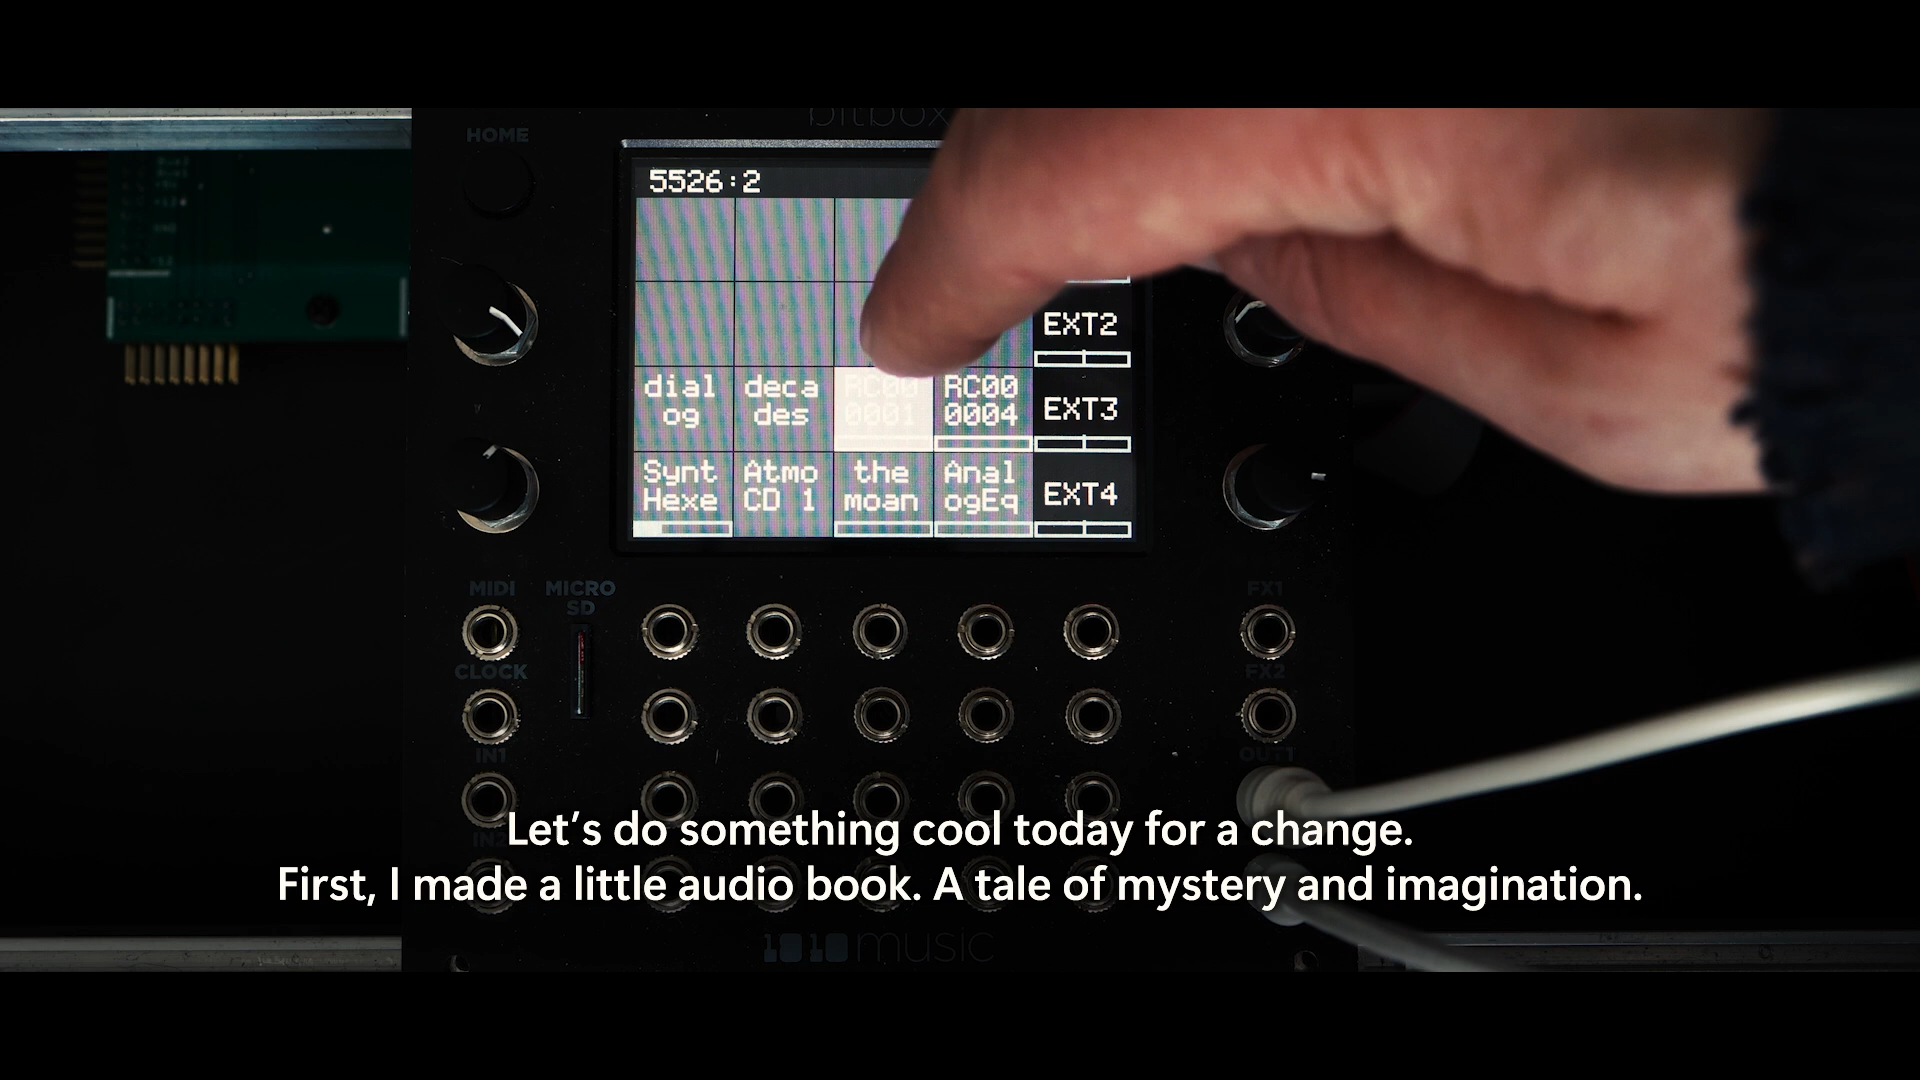 bitbox
HOME
5526:2
EXT2
dial
og
deca
des
RC00
0001
RC00
0004
EXT3
Synt
Hexe
Atmo
CD 1
the
moan
Anal
ogEq
EXT4
MIDI
MICRO
SD
FX1
CLOCK
FX2
IN1
OUT1
IN2
Let's do something cool today for a change.
First, I made a little audio book. A tale of mystery and imagination.
1010music